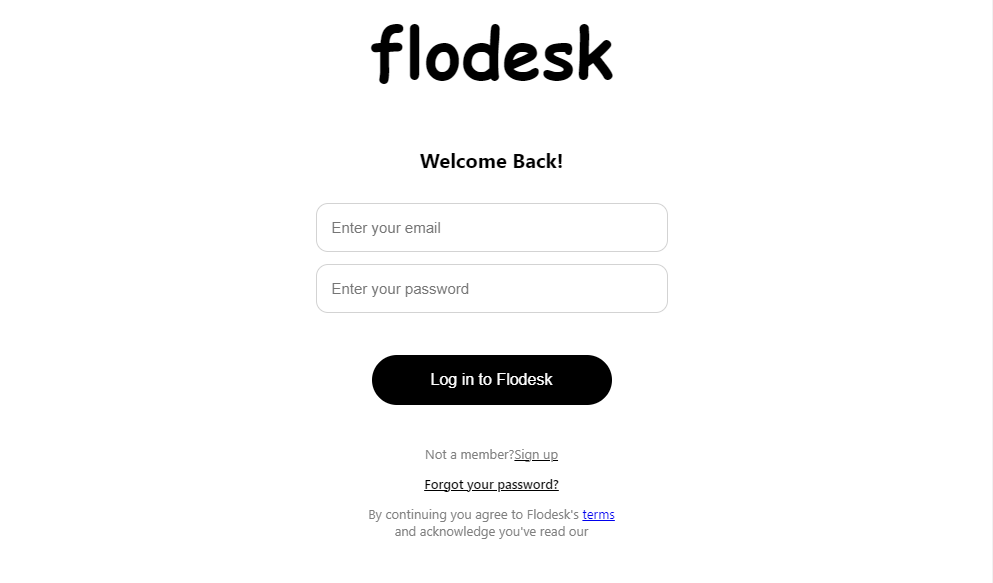 flodesk
Welcome Back!
Enter your email
Enter your password
Log in to Flodesk
Not a member?Sign up
Forgot your password?
By continuing you agree to Flodesk's terms
and acknowledge you've read our